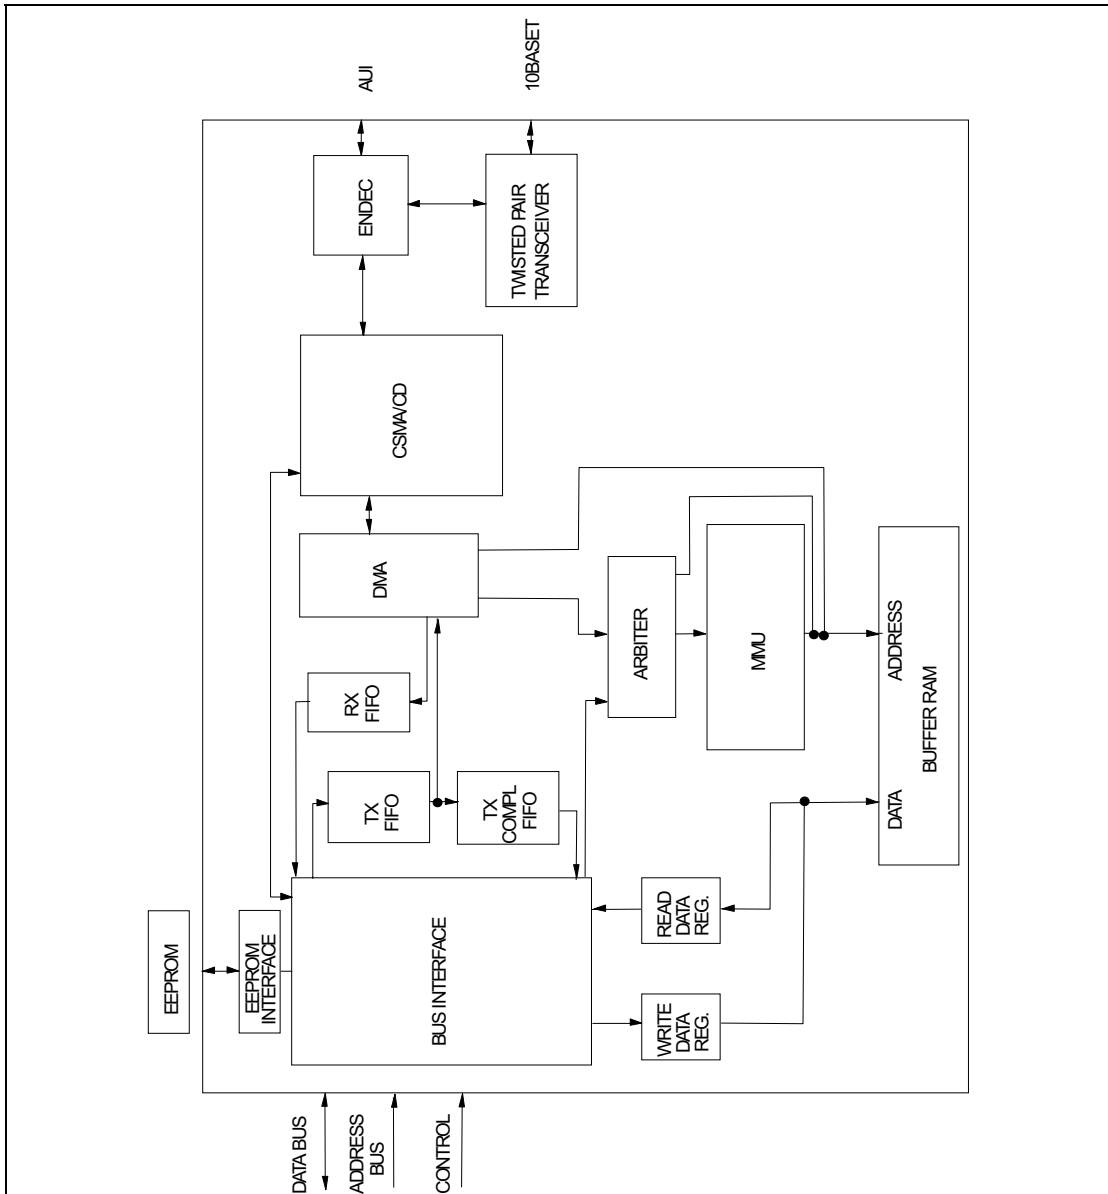 AUI
10BASET
ENDEC
TWISTED PAIR
TRANSCEIVER
CSMA/CD
DMA
ARBITER
MMU
ADDRESS
BUFFER RAM
DATA
RX
FIFO
TX
FIFO
TX
COMPL
FIFO
EEPROM
EEPROM
INTERFACE
BUS INTERFACE
READ
DATA
REG.
WRITE
DATA
REG.
DATA BUS
ADDRESS
BUS
CONTROL